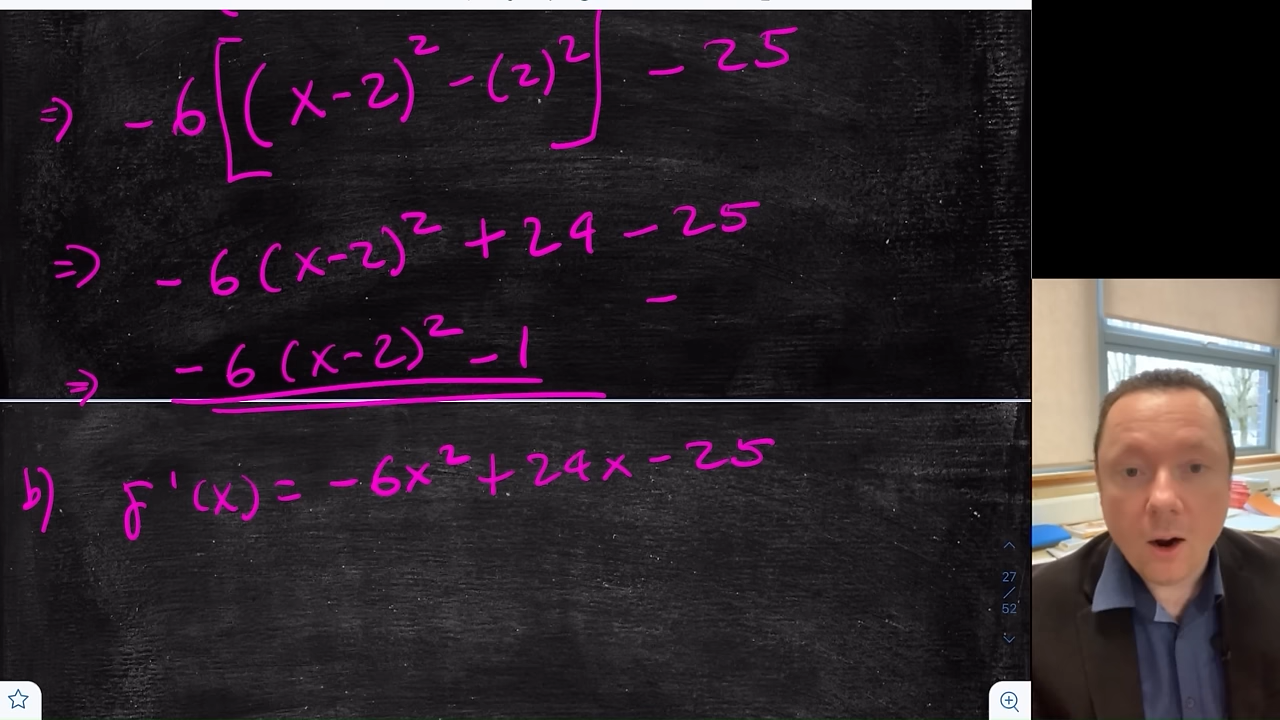 ⇒ -6[(x-2)² - (2)²] - 25
⇒ -6(x-2)² + 24 - 25
-
⇒ -6(x-2)² - 1
b) f'(x) = -6x² + 24x - 25
27
/
52